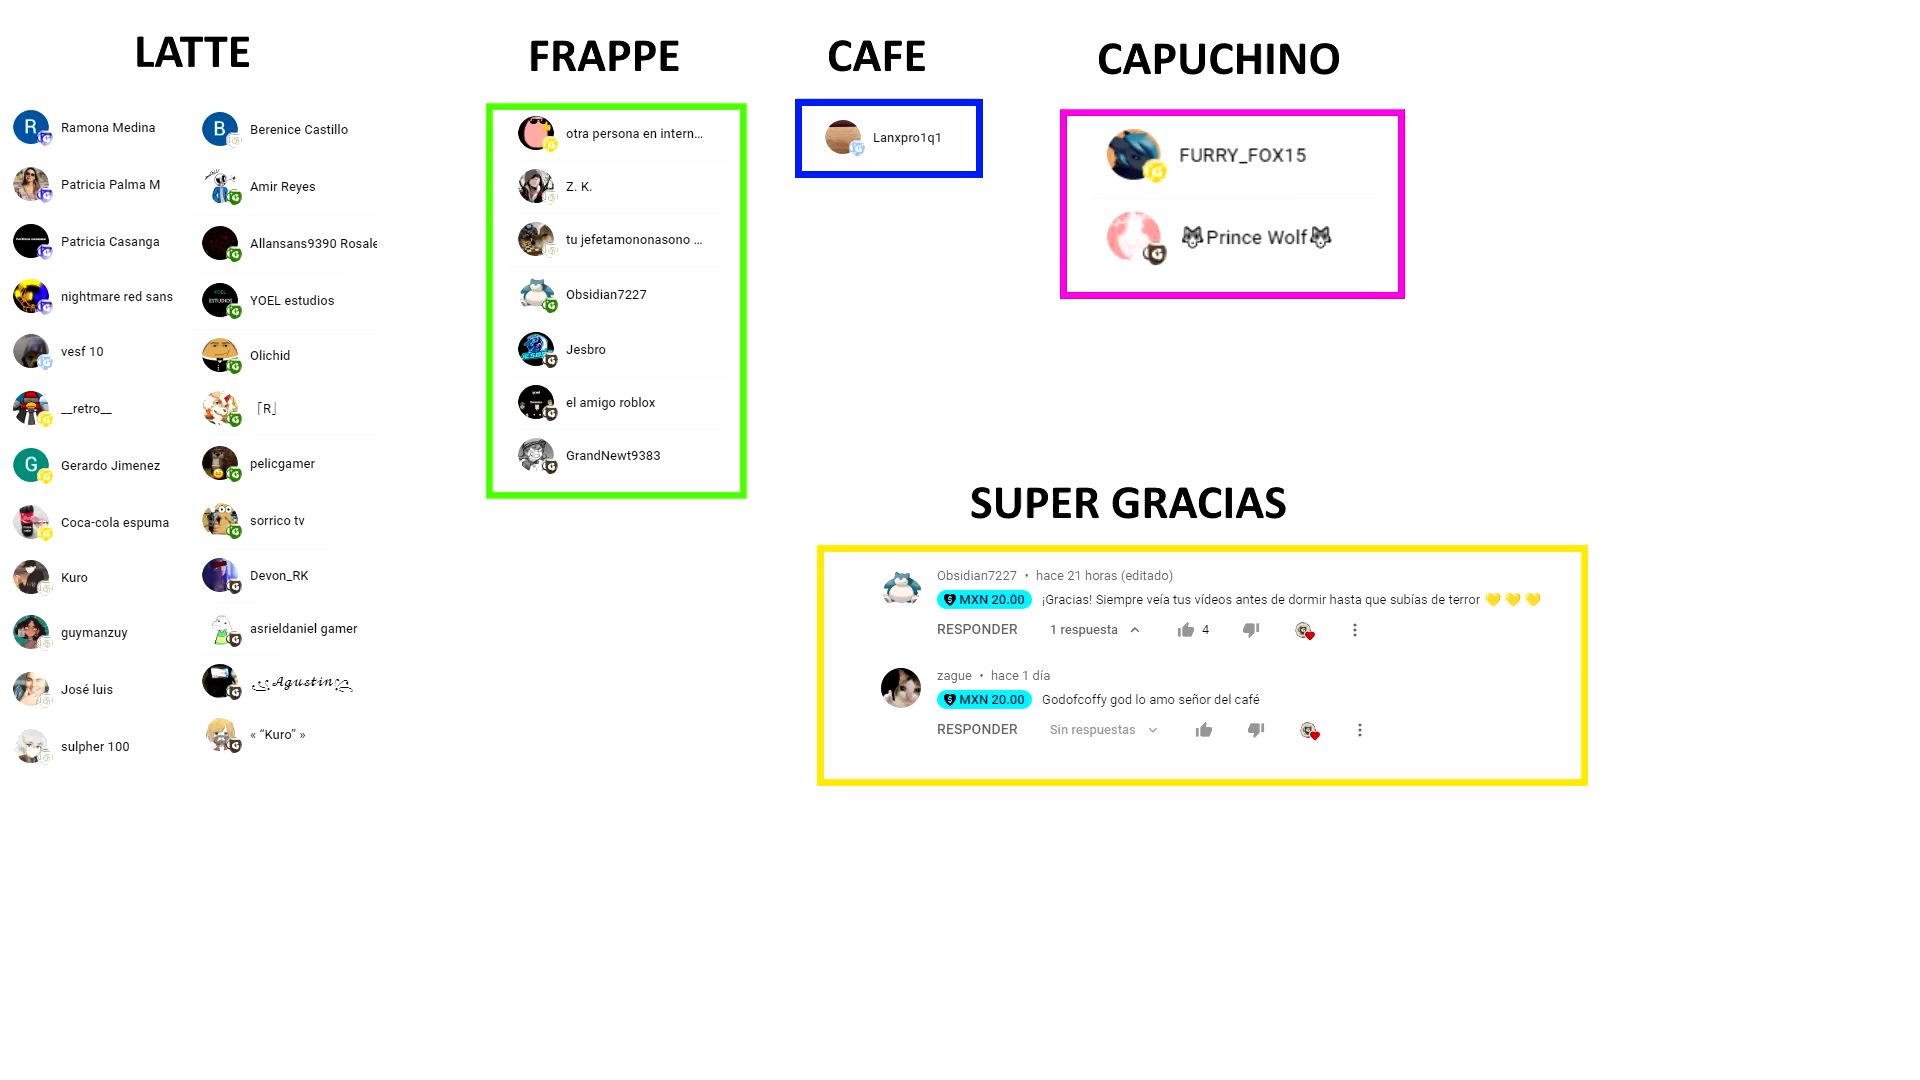 LATTE
Ramona Medina
Patricia Palma M
Patricia Casanga
nightmare red sans
vesf 10
__retro__
Gerardo Jimenez
Coca-cola espuma
Kuro
guymanzuy
José luis
sulpher 100
Berenice Castillo
Amir Reyes
Allansans9390 Rosale
YOEL estudios
Olichid
「R」
pelicgamer
sorrico tv
Devon_RK
asrieldaniel gamer
𝓐𝓰𝓾𝓼𝓽𝓲𝓷
« “Kuro” »
FRAPPE
otra persona en intern...
Z. K.
tu jefetamononasono ...
Obsidian7227
Jesbro
el amigo roblox
GrandNewt9383
CAFE
Lanxpro1q1
CAPUCHINO
FURRY_FOX15
🐺Prince Wolf🐺
SUPER GRACIAS
Obsidian7227 • hace 21 horas (editado)
MXN 20.00 ¡Gracias! Siempre veía tus vídeos antes de dormir hasta que subías de terror 💛 💛 💛
RESPONDER 1 respuesta 4
zague • hace 1 día
MXN 20.00 Godofcoffy god lo amo señor del café
RESPONDER Sin respuestas